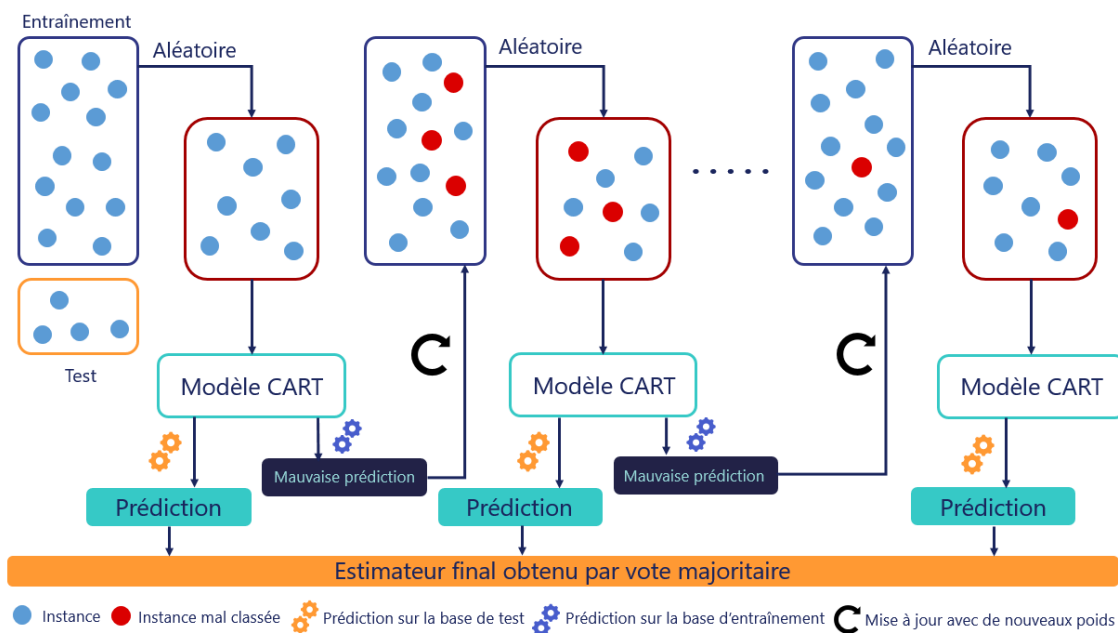 Entraînement
Aléatoire
Aléatoire
Aléatoire
Test
Modèle CART
Modèle CART
Modèle CART
Mauvaise prédiction
Mauvaise prédiction
Prédiction
Prédiction
Prédiction
Estimateur final obtenu par vote majoritaire
Instance
Instance mal classée
Prédiction sur la base de test
Prédiction sur la base d'entraînement
Mise à jour avec de nouveaux poids